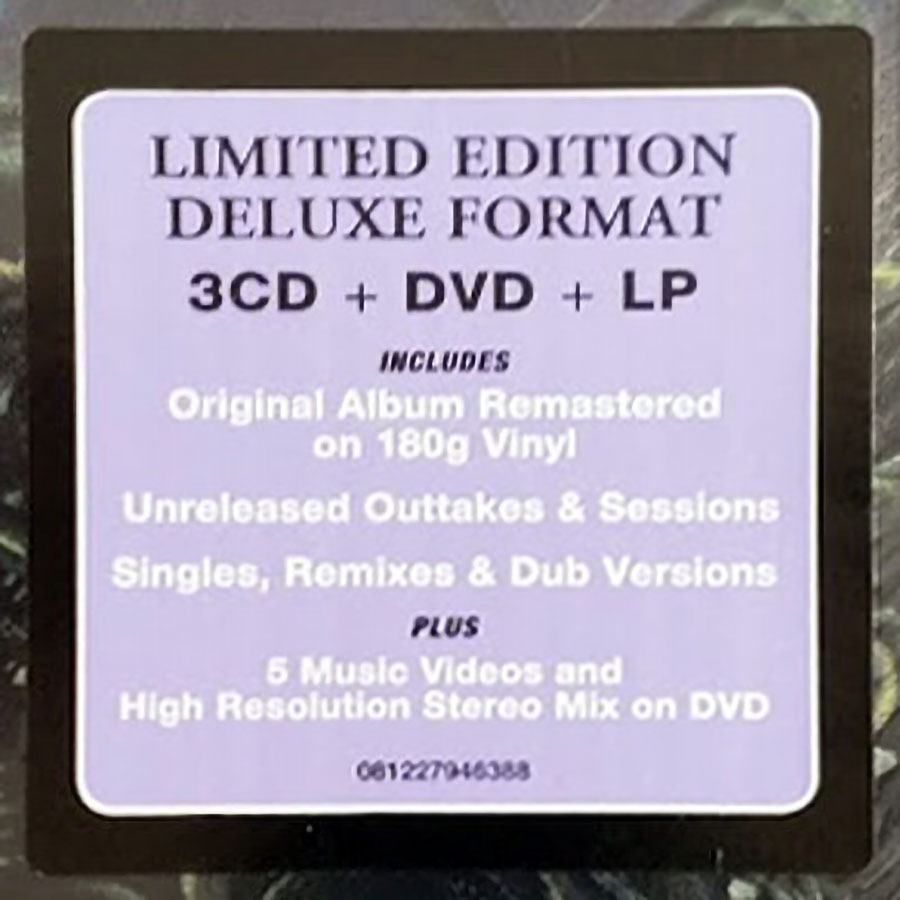 LIMITED EDITION
DELUXE FORMAT
3CD + DVD + LP
INCLUDES
Original Album Remastered
on 180g Vinyl
Unreleased Outtakes & Sessions
Singles, Remixes & Dub Versions
PLUS
5 Music Videos and
High Resolution Stereo Mix on DVD
081227946388